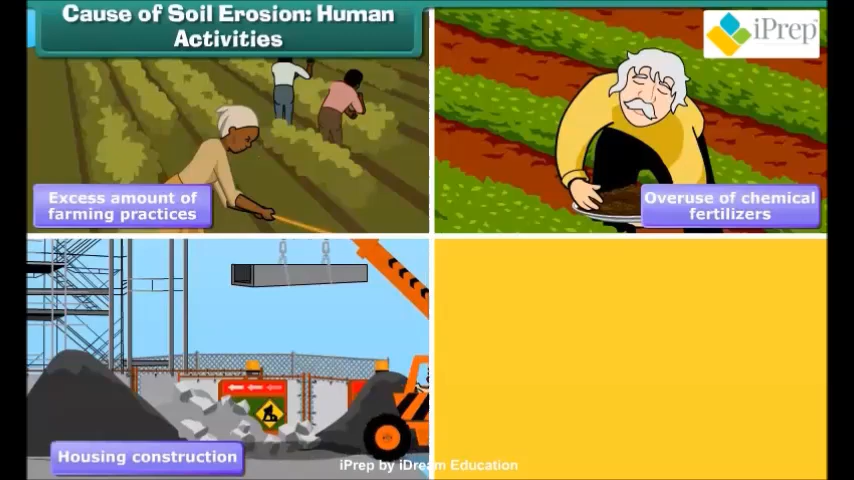 Cause of Soil Erosion: Human
Activities
iPrep
Excess amount of
farming practices
Overuse of chemical
fertilizers
Housing construction
iPrep by iDream Education